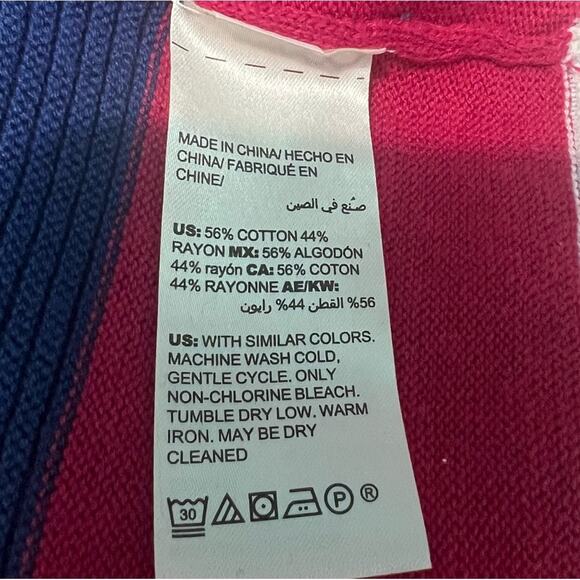 MADE IN CHINA/ HECHO EN
CHINA/ FABRIQUÉ EN
CHINE/
صنع في الصين
US: 56% COTTON 44%
RAYON MX: 56% ALGODÓN
44% rayón CA: 56% COTON
44% RAYONNE AE/KW:
56% القطن 44% رايون
US: WITH SIMILAR COLORS.
MACHINE WASH COLD,
GENTLE CYCLE. ONLY
NON-CHLORINE BLEACH.
TUMBLE DRY LOW. WARM
IRON. MAY BE DRY
CLEANED
30 P ®